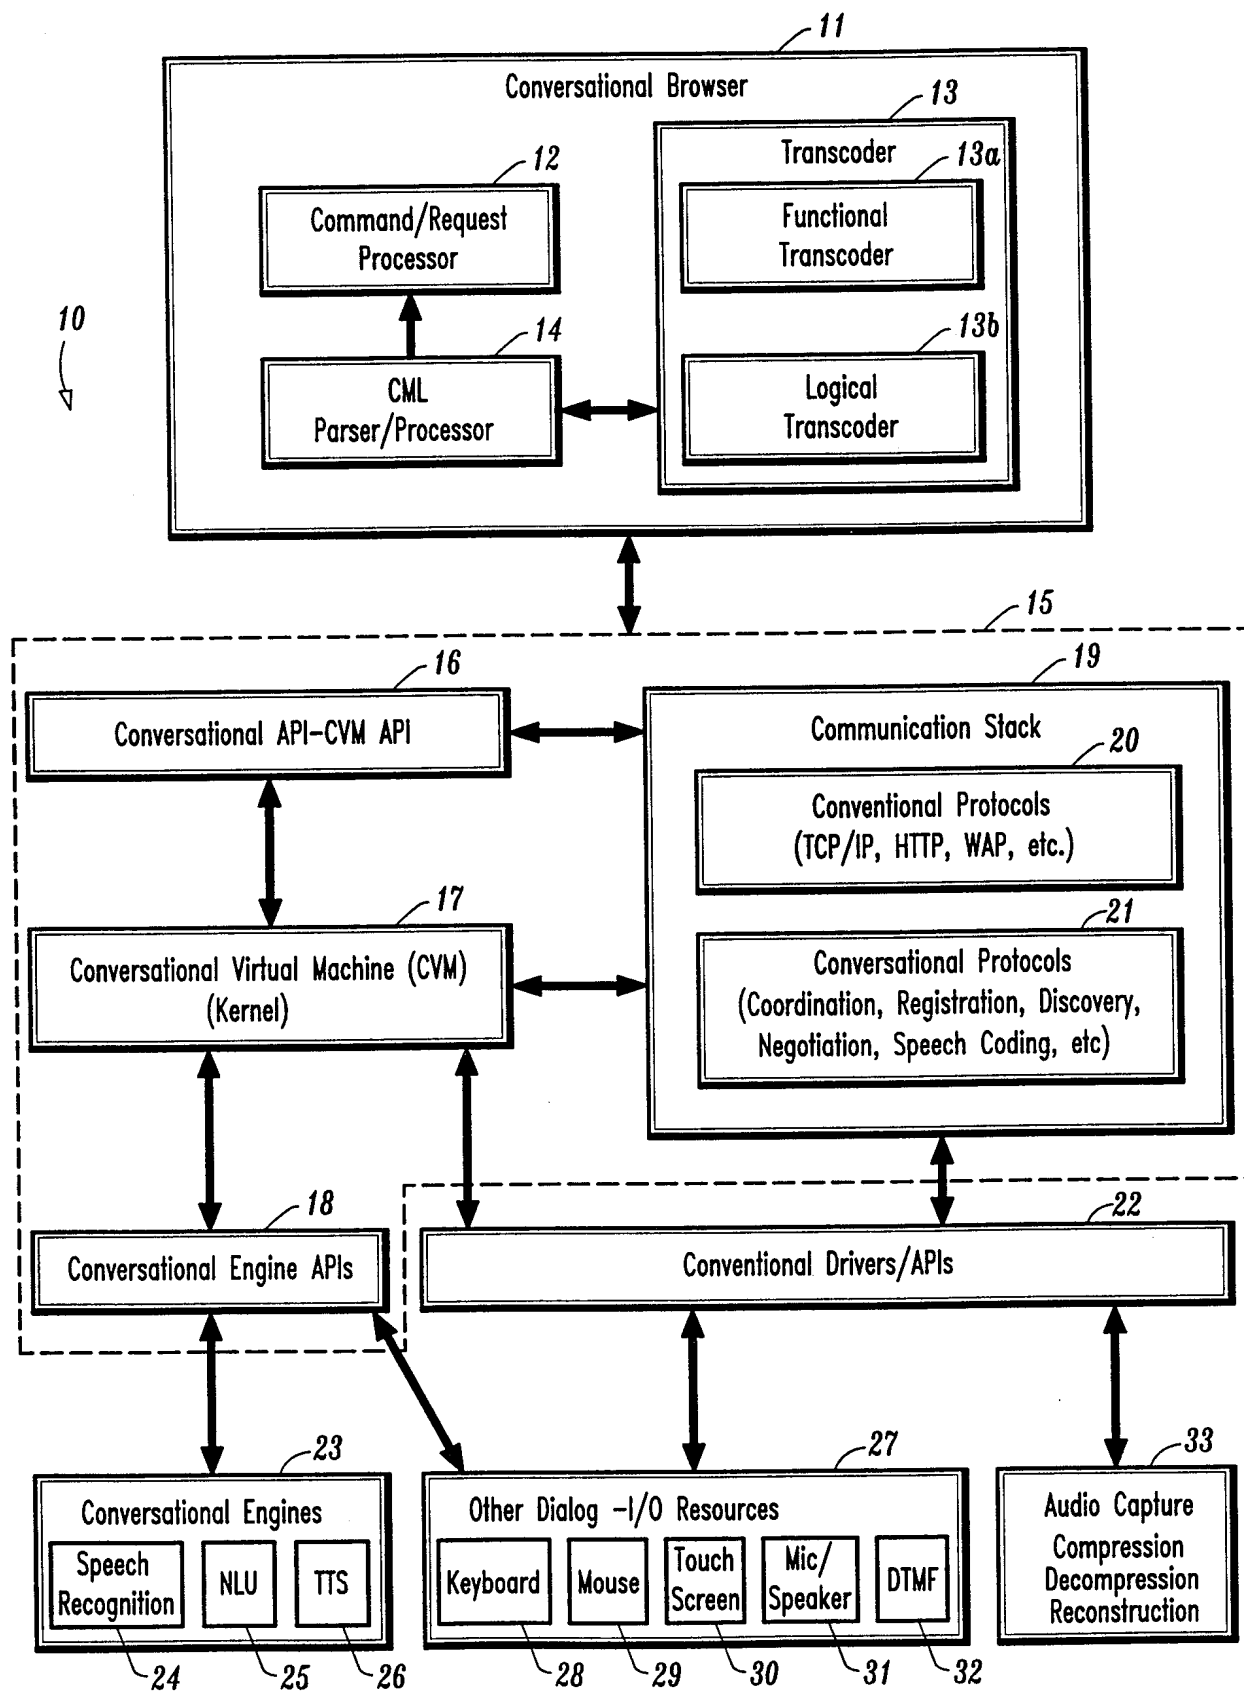 11
Conversational Browser
13
Transcoder
12
13a
Command/Request
Processor
Functional
Transcoder
10
14
13b
CML
Parser/Processor
Logical
Transcoder
15
16
19
Conversational API-CVM API
Communication Stack
20
Conventional Protocols
(TCP/IP, HTTP, WAP, etc.)
17
21
Conversational Virtual Machine (CVM)
(Kernel)
Conversational Protocols
(Coordination, Registration, Discovery,
Negotiation, Speech Coding, etc)
18
22
Conversational Engine APIs
Conventional Drivers/APIs
23
27
33
Conversational Engines
Speech
Recognition
NLU
TTS
Other Dialog -I/O Resources
Keyboard
Mouse
Touch
Screen
Mic/
Speaker
DTMF
Audio Capture
Compression
Decompression
Reconstruction
24
25
26
28
29
30
31
32